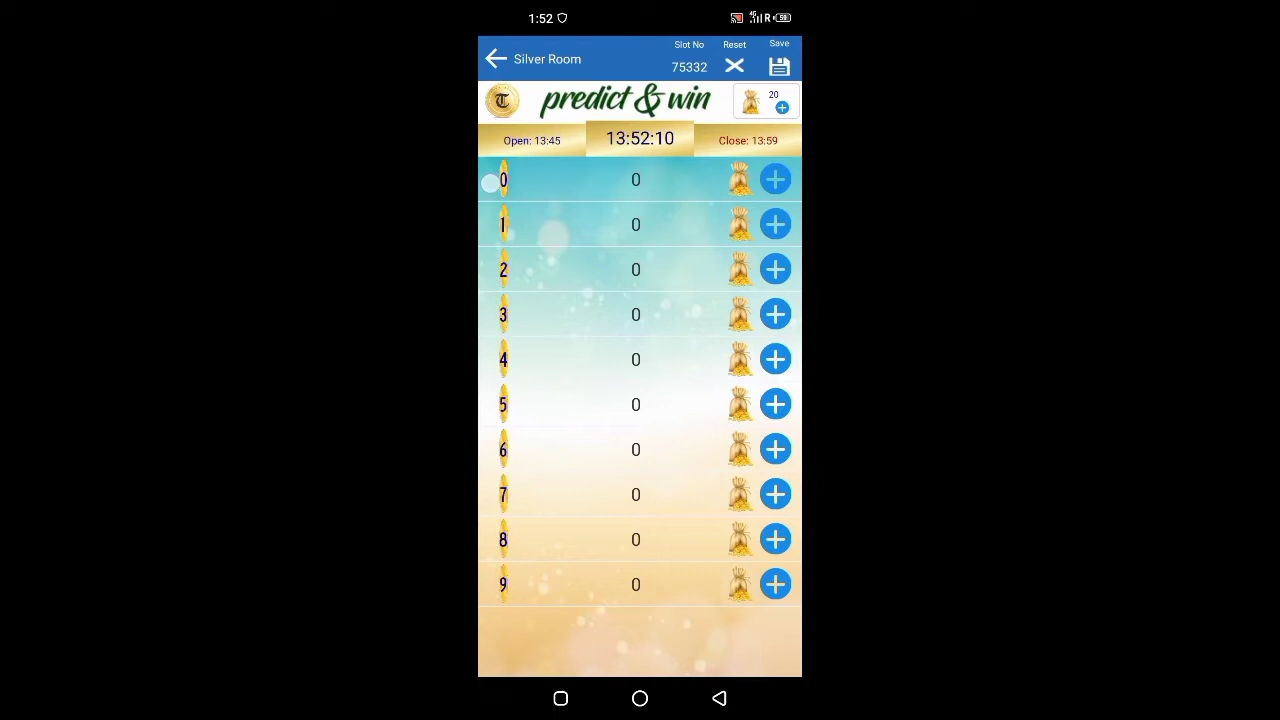 1:52
4G R 59
Slot No Reset Save
Silver Room 75332
T predict & win 20
Open: 13:45 13:52:10 Close: 13:59
0 0
1 0
2 0
3 0
4 0
5 0
6 0
7 0
8 0
9 0